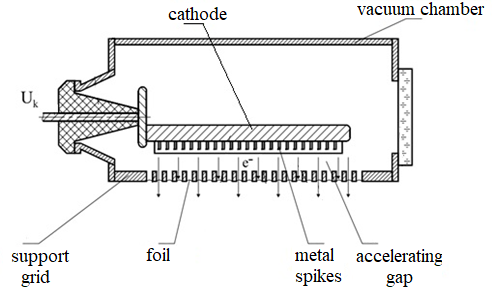 cathode
vacuum chamber
Uk
e-
support
grid
foil
metal
spikes
accelerating
gap